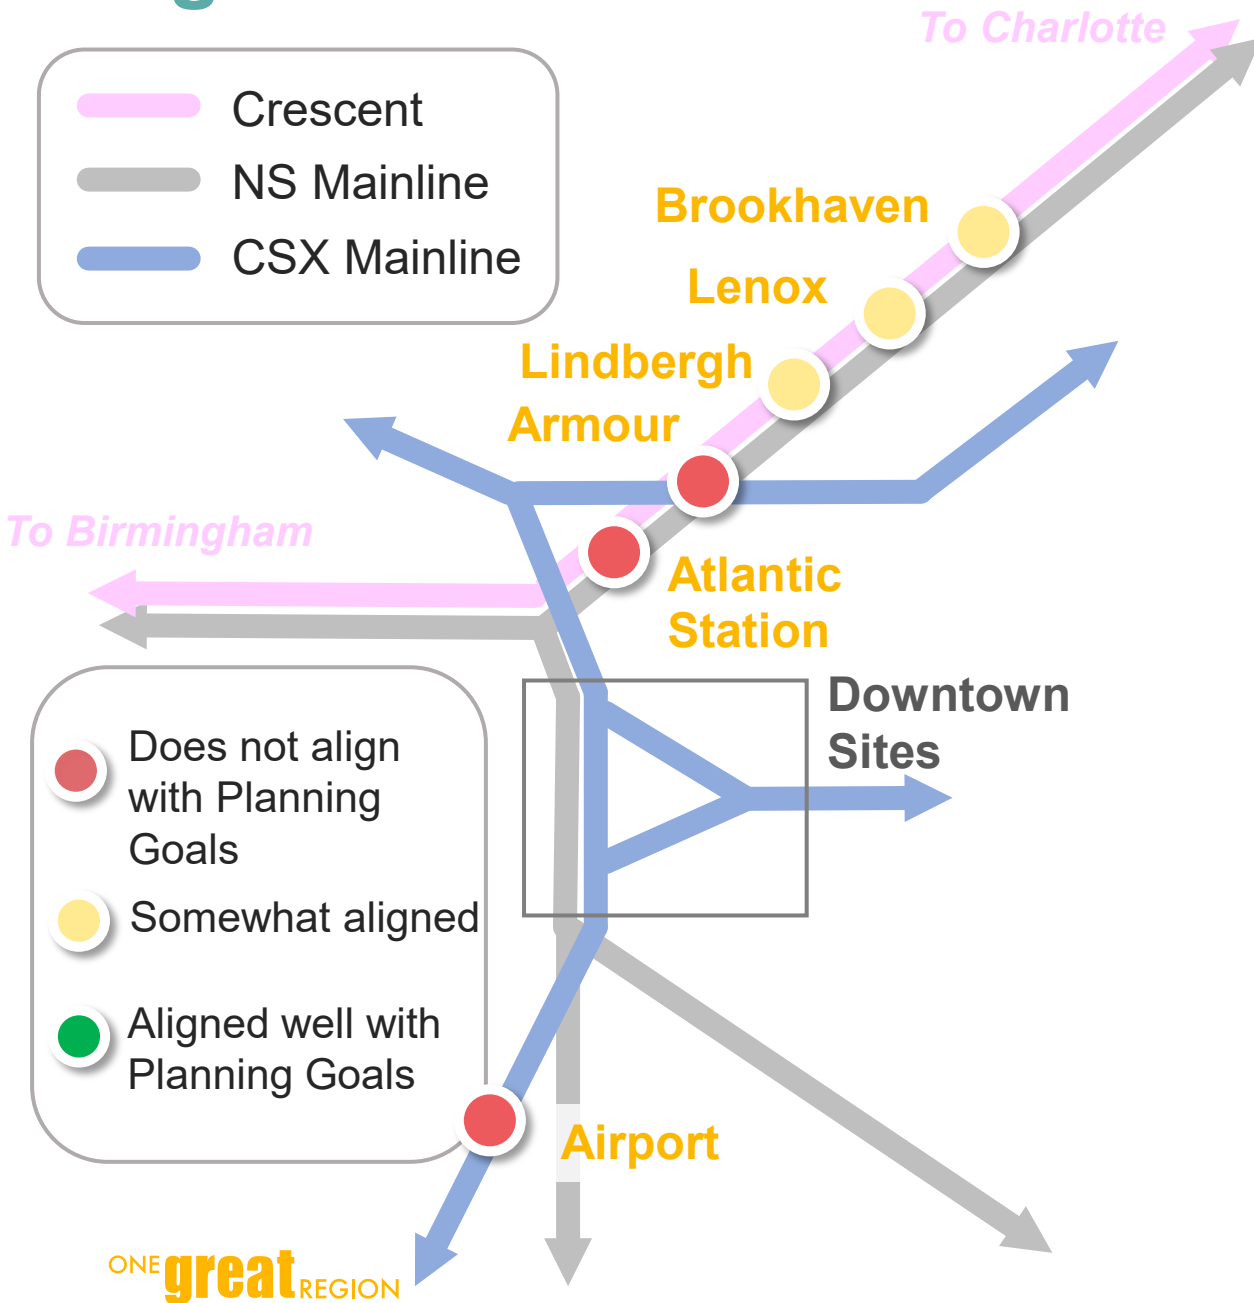 To Charlotte
Crescent
NS Mainline
CSX Mainline
Brookhaven
Lenox
Lindbergh
Armour
To Birmingham
Atlantic
Station
Downtown
Sites
Does not align
with Planning
Goals
Somewhat aligned
Aligned well with
Planning Goals
Airport
ONE great REGION